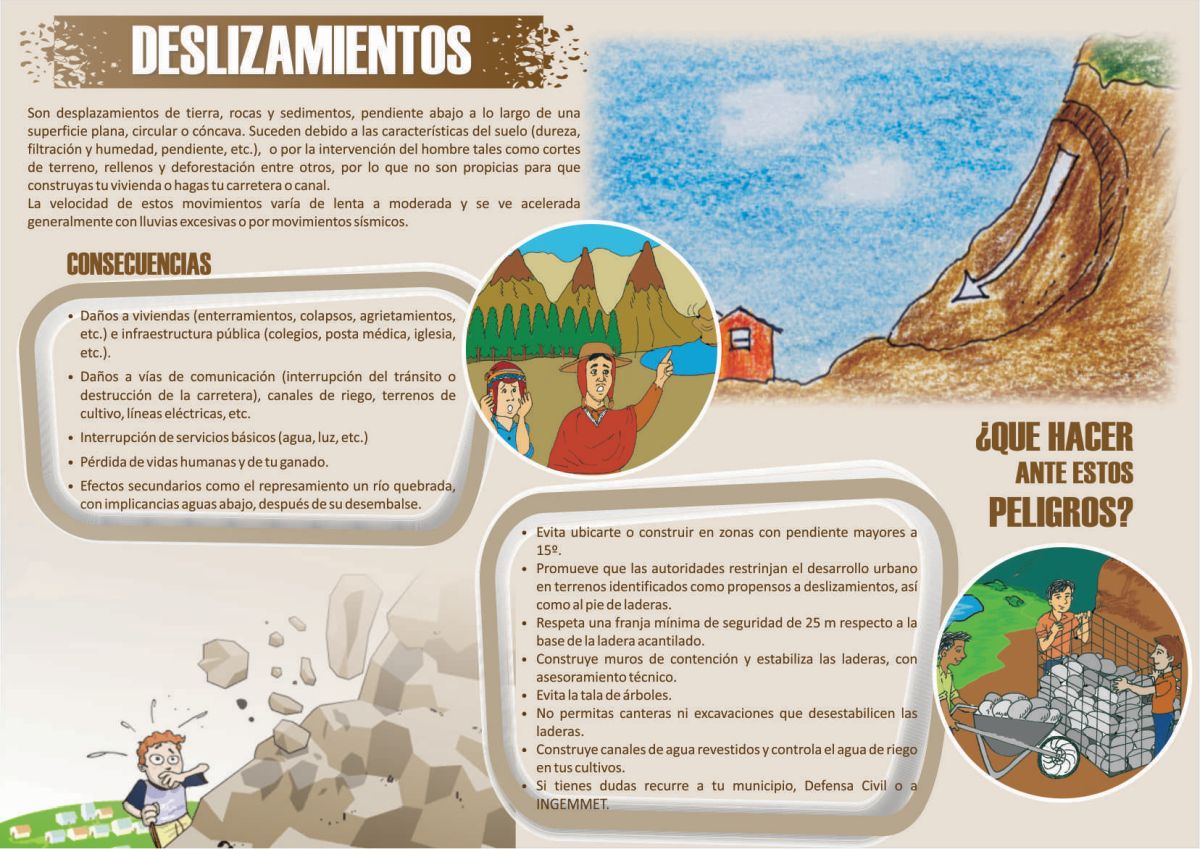 DESLIZAMIENTOS
Son desplazamientos de tierra, rocas y sedimentos, pendiente abajo a lo largo de una
superficie plana, circular o cóncava. Suceden debido a las características del suelo (dureza,
filtración y humedad, pendiente, etc.), o por la intervención del hombre tales como cortes
de terreno, rellenos y deforestación entre otros, por lo que no son propicias para que
construyas tu vivienda o hagas tu carretera o canal.
La velocidad de estos movimientos varía de lenta a moderada y se ve acelerada
generalmente con lluvias excesivas o por movimientos sísmicos.
CONSECUENCIAS
• Daños a viviendas (enterramientos, colapsos, agrietamientos,
etc.) e infraestructura pública (colegios, posta médica, iglesia,
etc.).
• Daños a vías de comunicación (interrupción del tránsito o
destrucción de la carretera), canales de riego, terrenos de
cultivo, líneas eléctricas, etc.
• Interrupción de servicios básicos (agua, luz, etc.)
• Pérdida de vidas humanas y de tu ganado.
• Efectos secundarios como el represamiento un río quebrada,
con implicancias aguas abajo, después de su desembalse.
¿QUE HACER
ANTE ESTOS
PELIGROS?
• Evita ubicarte o construir en zonas con pendiente mayores a
15º.
• Promueve que las autoridades restrinjan el desarrollo urbano
en terrenos identificados como propensos a deslizamientos, así
como al pie de laderas.
• Respeta una franja mínima de seguridad de 25 m respecto a la
base de la ladera acantilado.
• Construye muros de contención y estabiliza las laderas, con
asesoramiento técnico.
• Evita la tala de árboles.
• No permitas canteras ni excavaciones que desestabilicen las
laderas.
• Construye canales de agua revestidos y controla el agua de riego
en tus cultivos.
• Si tienes dudas recurre a tu municipio, Defensa Civil o a
INGEMMET.